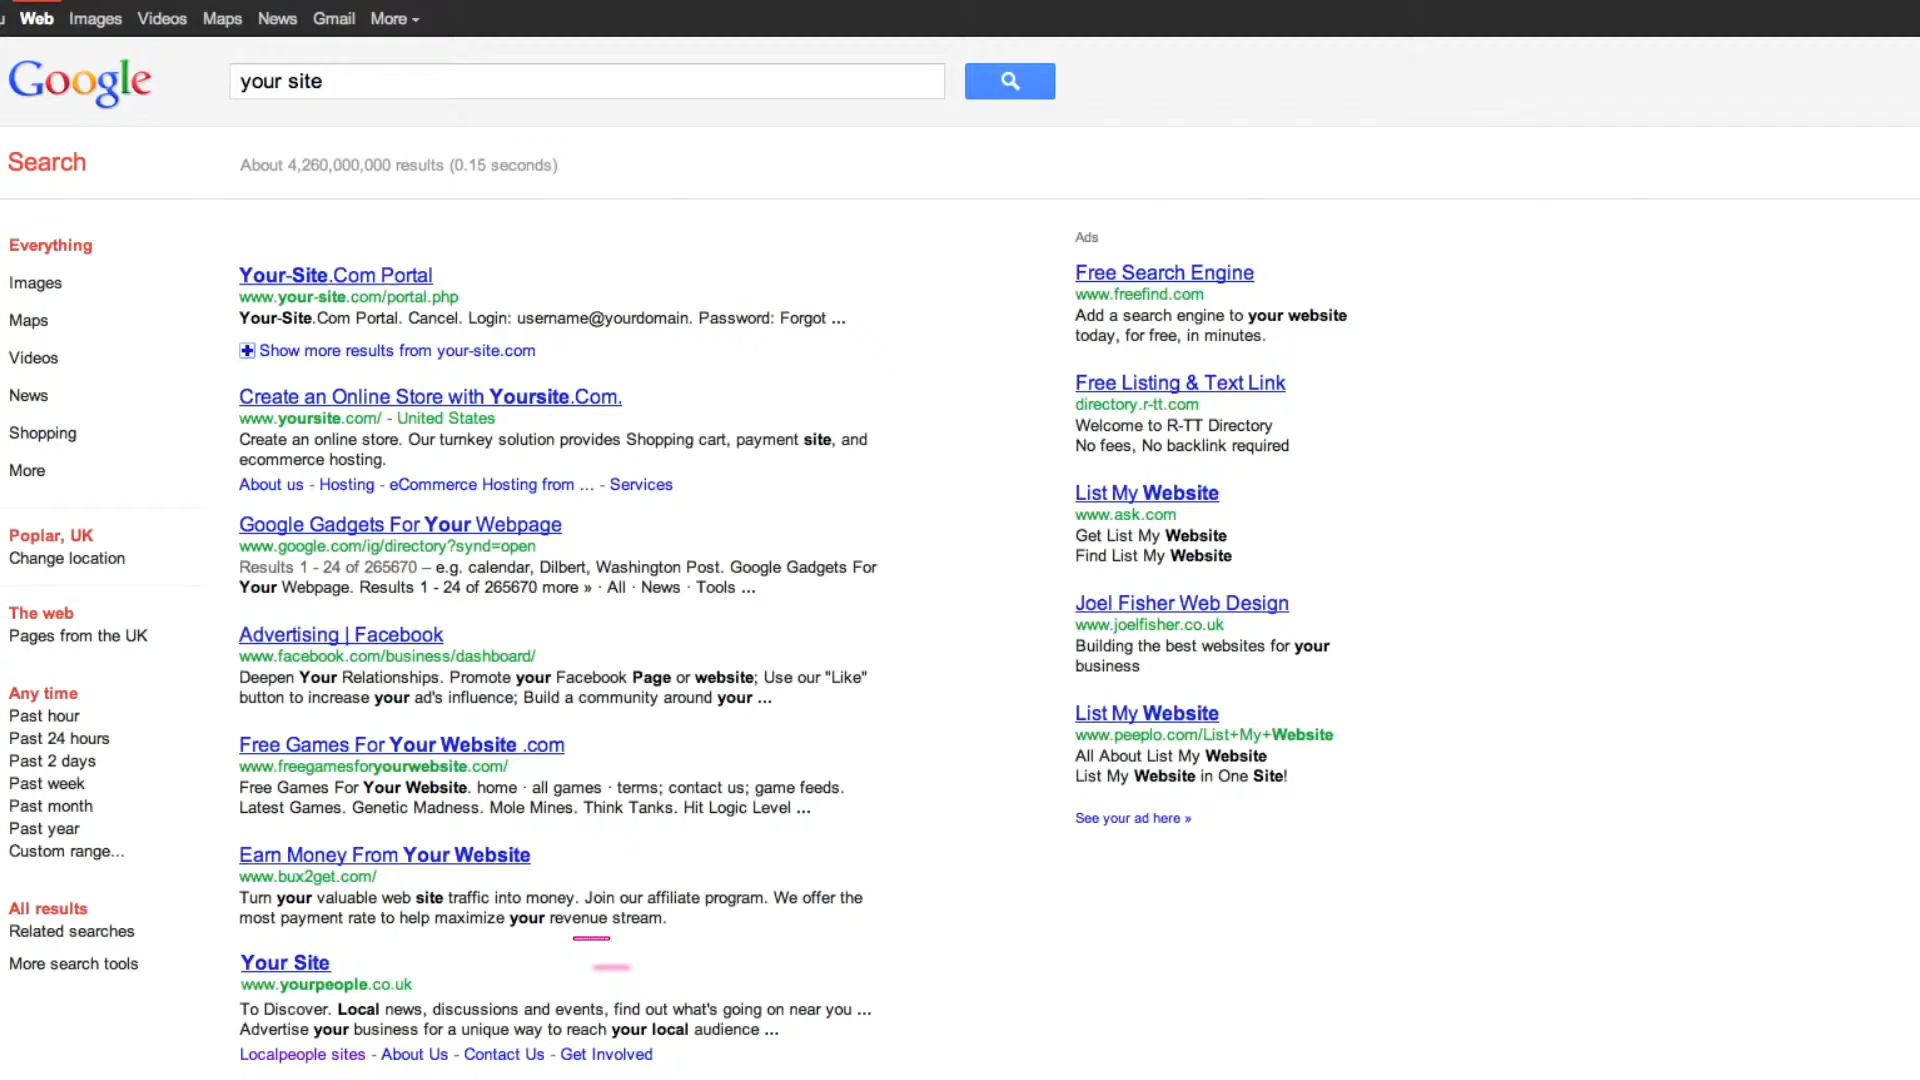 Web Images Videos Maps News Gmail More
Google
your site
Search
About 4,260,000,000 results (0.15 seconds)
Everything
Images
Maps
Videos
News
Shopping
More
Poplar, UK
Change location
The web
Pages from the UK
Any time
Past hour
Past 24 hours
Past 2 days
Past week
Past month
Past year
Custom range...
All results
Related searches
More search tools
Your-Site.Com Portal
www.your-site.com/portal.php
Your-Site.Com Portal. Cancel. Login: username@yourdomain. Password: Forgot ...
Show more results from your-site.com
Create an Online Store with Yoursite.Com.
www.yoursite.com/ - United States
Create an online store. Our turnkey solution provides Shopping cart, payment site, and
ecommerce hosting.
About us - Hosting - eCommerce Hosting from ... - Services
Google Gadgets For Your Webpage
www.google.com/ig/directory?synd=open
Results 1 - 24 of 265670 – e.g. calendar, Dilbert, Washington Post. Google Gadgets For
Your Webpage. Results 1 - 24 of 265670 more » · All · News · Tools ...
Advertising | Facebook
www.facebook.com/business/dashboard/
Deepen Your Relationships. Promote your Facebook Page or website; Use our "Like"
button to increase your ad's influence; Build a community around your ...
Free Games For Your Website .com
www.freegamesforyourwebsite.com/
Free Games For Your Website. home · all games · terms; contact us; game feeds.
Latest Games. Genetic Madness. Mole Mines. Think Tanks. Hit Logic Level ...
Earn Money From Your Website
www.bux2get.com/
Turn your valuable web site traffic into money. Join our affiliate program. We offer the
most payment rate to help maximize your revenue stream.
Your Site
www.yourpeople.co.uk
To Discover. Local news, discussions and events, find out what's going on near you ...
Advertise your business for a unique way to reach your local audience ...
Localpeople sites - About Us - Contact Us - Get Involved
Ads
Free Search Engine
www.freefind.com
Add a search engine to your website
today, for free, in minutes.
Free Listing & Text Link
directory.r-tt.com
Welcome to R-TT Directory
No fees, No backlink required
List My Website
www.ask.com
Get List My Website
Find List My Website
Joel Fisher Web Design
www.joelfisher.co.uk
Building the best websites for your
business
List My Website
www.peeplo.com/List+My+Website
All About List My Website
List My Website in One Site!
See your ad here »